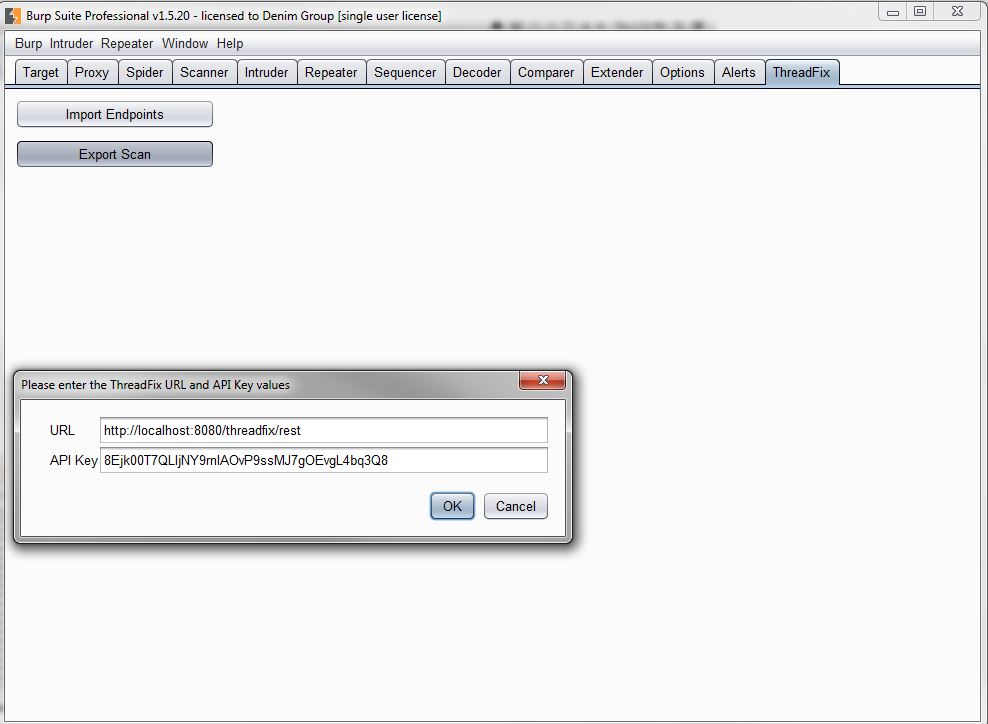 Burp Suite Professional v1.5.20 - licensed to Denim Group [single user license]
Burp Intruder Repeater Window Help
Target Proxy Spider Scanner Intruder Repeater Sequencer Decoder Comparer Extender Options Alerts ThreadFix
Import Endpoints
Export Scan
Please enter the ThreadFix URL and API Key values
URL http://localhost:8080/threadfix/rest
API Key 8Ejk00T7QLIjNY9rnlAOvP9ssMJ7gOEvgL4bq3Q8
OK Cancel